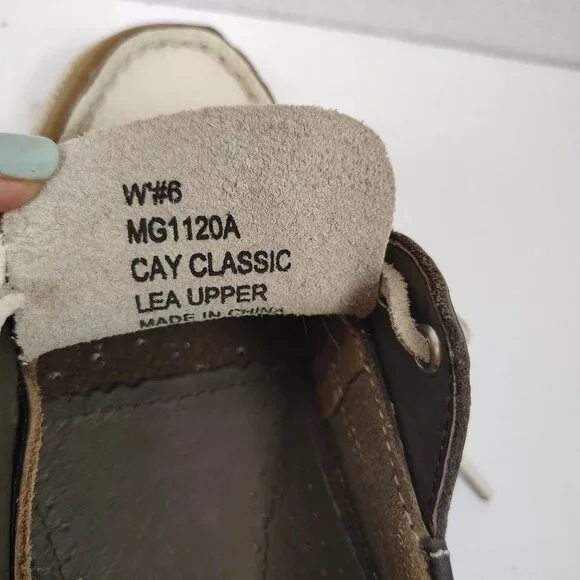 W#6
MG1120A
CAY CLASSIC
LEA UPPER
MADE IN CHINA